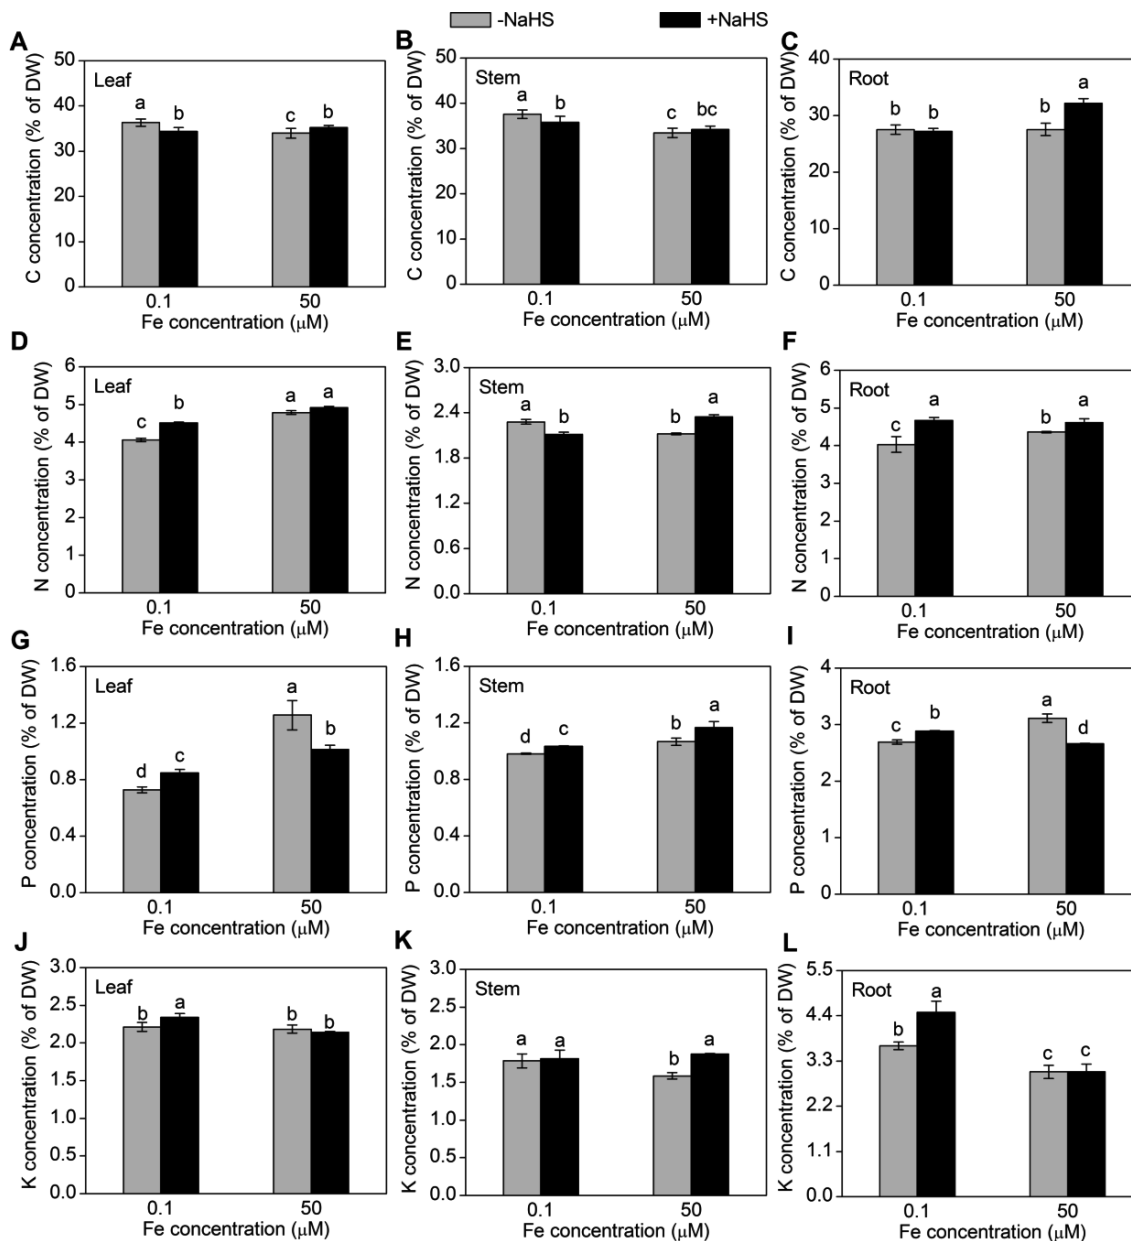 -NaHS +NaHS
A
C concentration (% of DW)
50
40
30
20
10
0
Leaf
a b c b
0.1 50
Fe concentration (μM)
B
C concentration (% of DW)
50
40
30
20
10
0
Stem
a b c bc
0.1 50
Fe concentration (μM)
C
C concentration (% of DW)
40
30
20
10
0
Root
b b b a
0.1 50
Fe concentration (μM)
D
N concentration (% of DW)
6
5
4
3
2
1
0
Leaf
c b a a
0.1 50
Fe concentration (μM)
E
N concentration (% of DW)
3.0
2.4
1.8
1.2
0.6
0.0
Stem
a b b a
0.1 50
Fe concentration (μM)
F
N concentration (% of DW)
6
5
4
3
2
1
0
Root
c a b a
0.1 50
Fe concentration (μM)
G
P concentration (% of DW)
1.6
1.2
0.8
0.4
0.0
Leaf
d c a b
0.1 50
Fe concentration (μM)
H
P concentration (% of DW)
1.6
1.2
0.8
0.4
0.0
Stem
d c b a
0.1 50
Fe concentration (μM)
I
P concentration (% of DW)
4
3
2
1
0
Root
c b a d
0.1 50
Fe concentration (μM)
J
K concentration (% of DW)
3.0
2.5
2.0
1.5
1.0
0.5
0.0
Leaf
b a b b
0.1 50
Fe concentration (μM)
K
K concentration (% of DW)
3.0
2.5
2.0
1.5
1.0
0.5
0.0
Stem
a a b a
0.1 50
Fe concentration (μM)
L
K concentration (% of DW)
5.5
4.4
3.3
2.2
1.1
0.0
Root
b a c c
0.1 50
Fe concentration (μM)